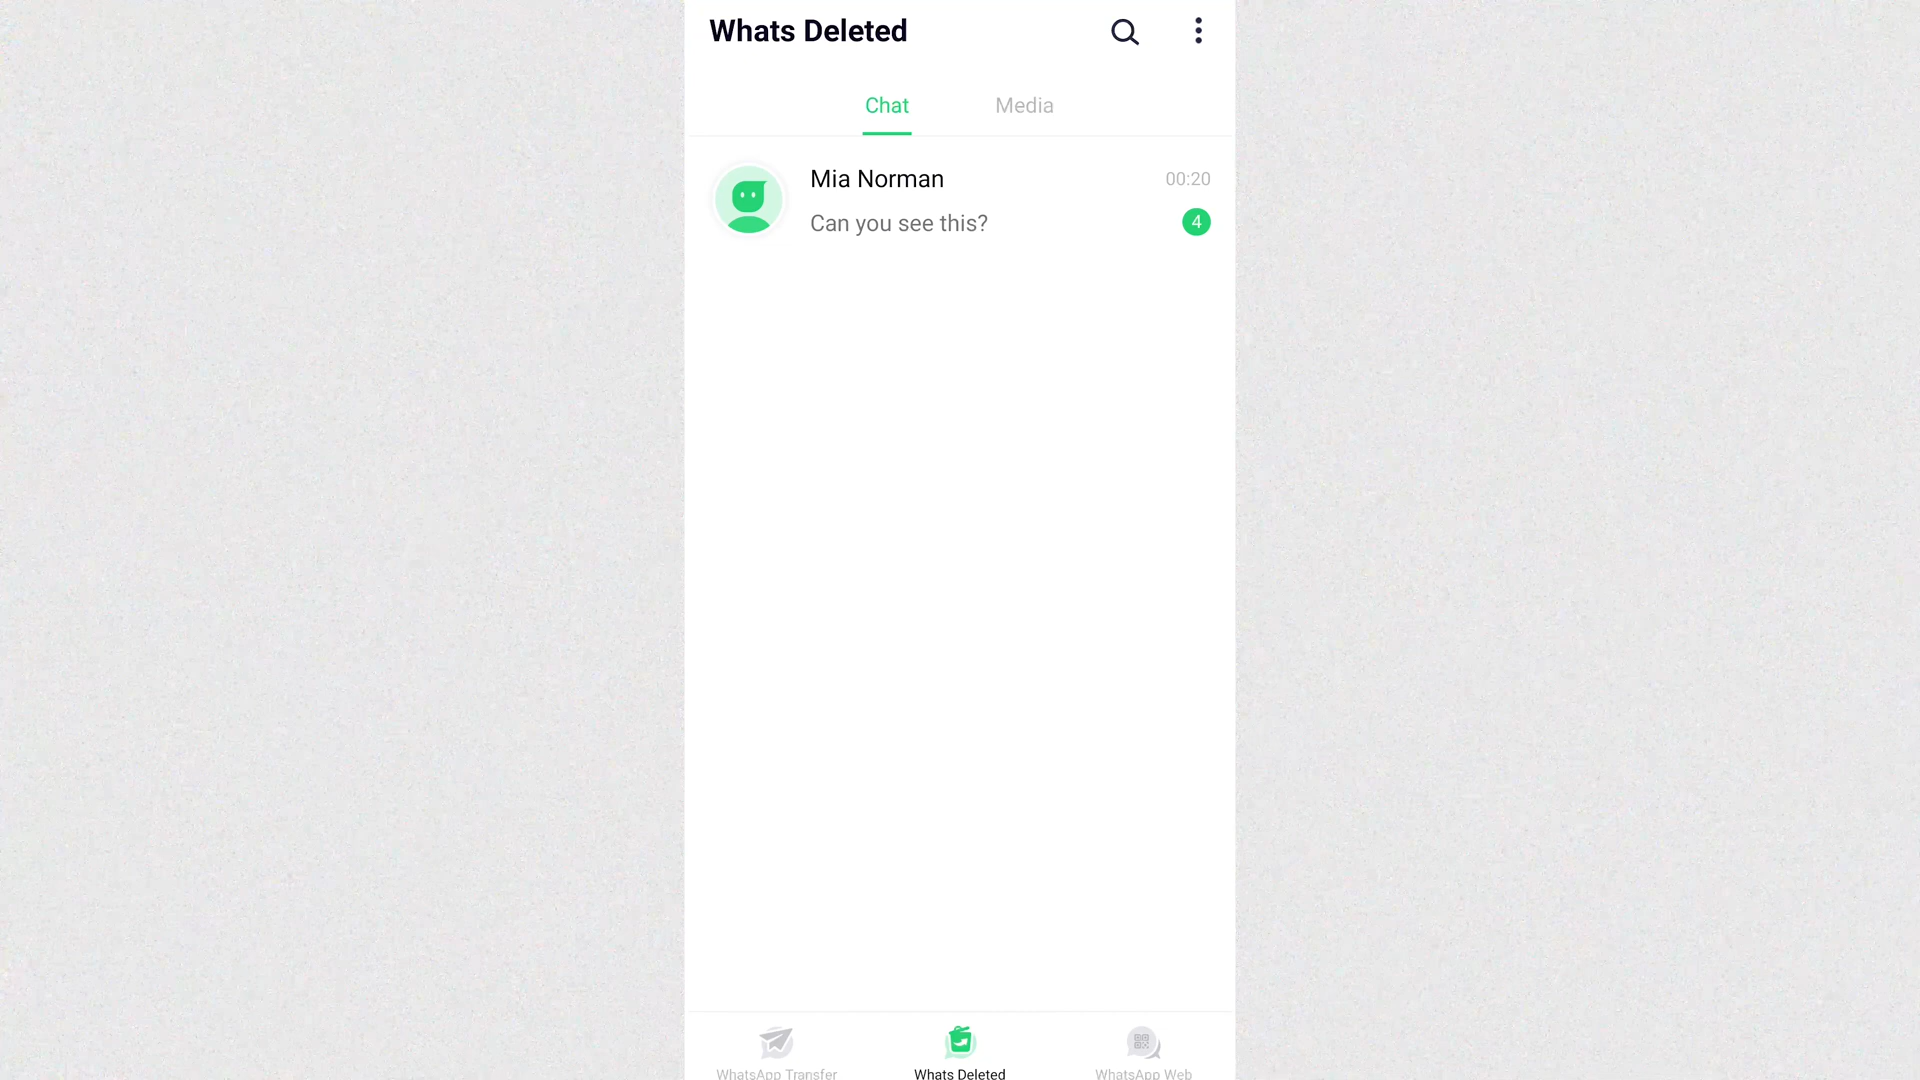 Whats Deleted
Chat
Media
Mia Norman
00:20
Can you see this?
4
WhatsApp Transfer
Whats Deleted
WhatsApp Web